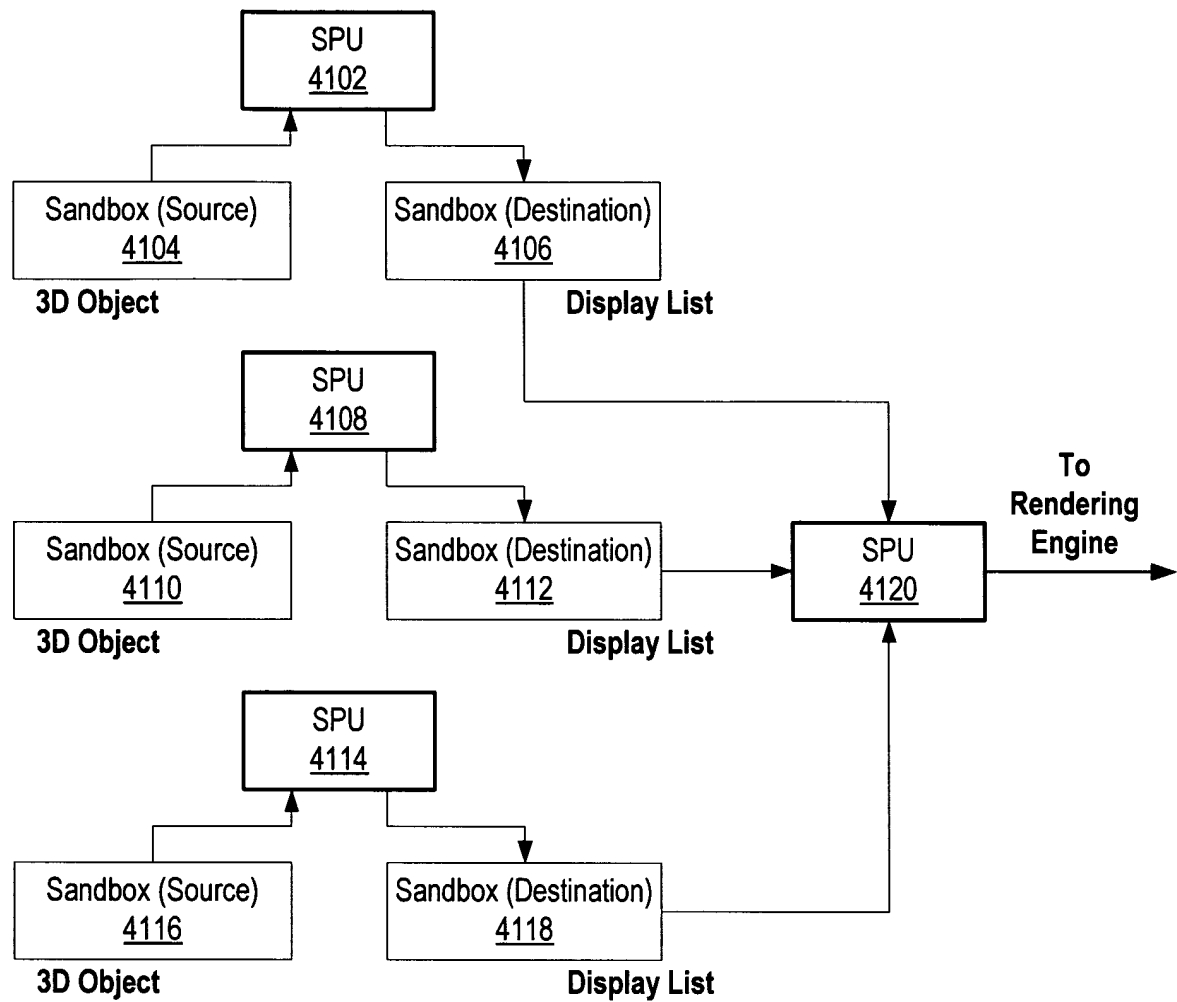 SPU
4102
Sandbox (Source)
4104
3D Object
Sandbox (Destination)
4106
Display List
SPU
4108
Sandbox (Source)
4110
3D Object
Sandbox (Destination)
4112
Display List
SPU
4120
To
Rendering
Engine
SPU
4114
Sandbox (Source)
4116
3D Object
Sandbox (Destination)
4118
Display List